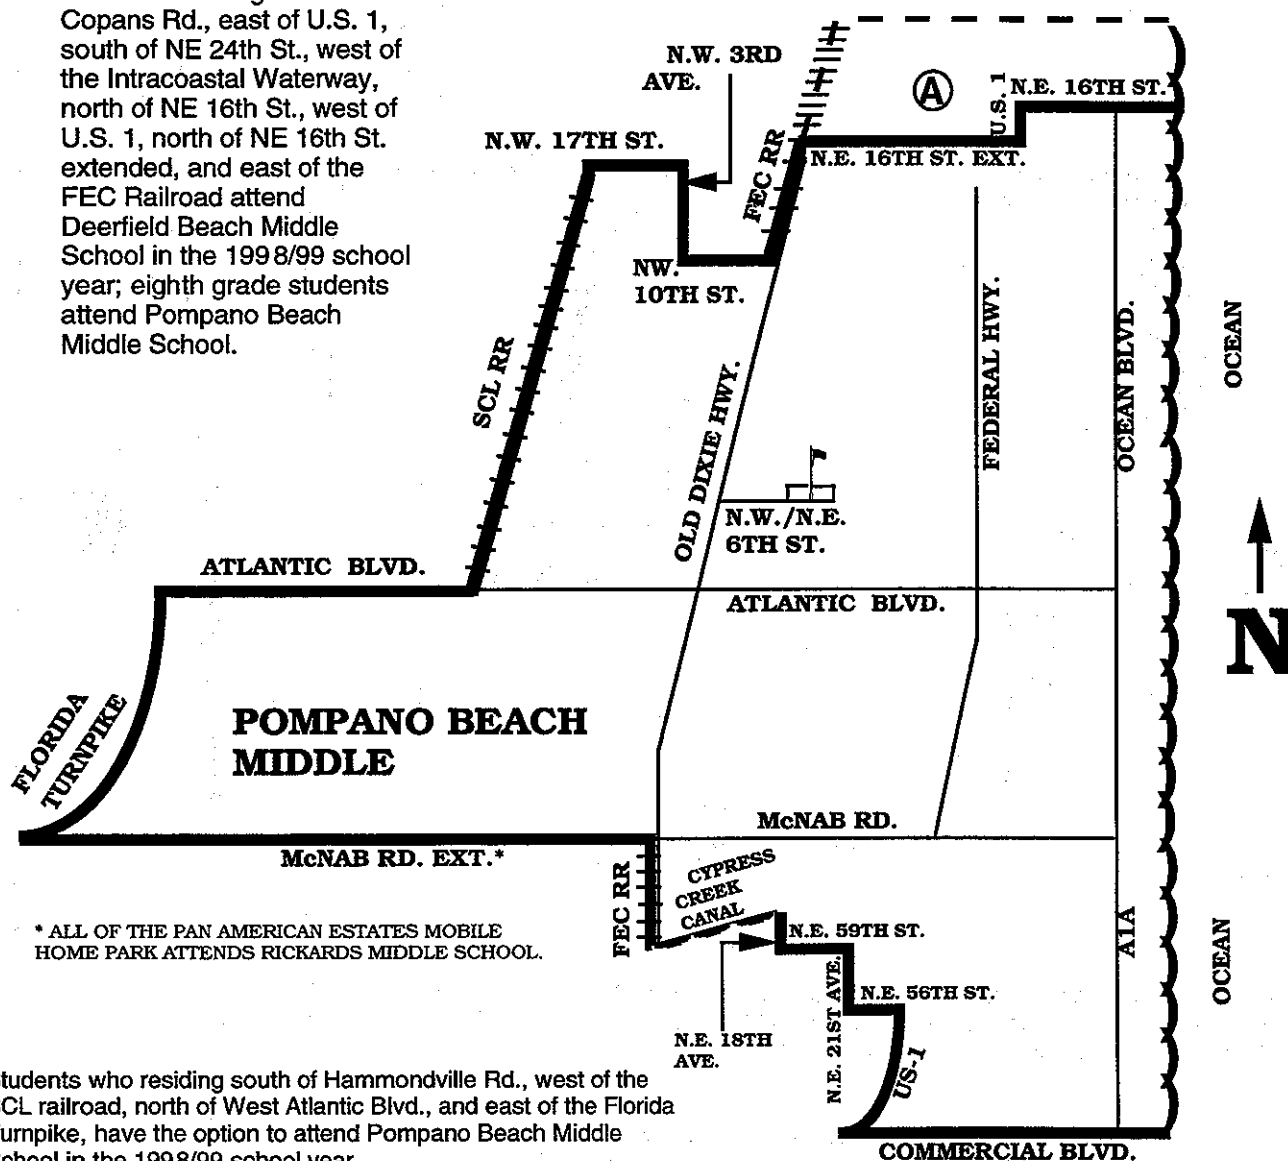 Copans Rd., east of U.S. 1,
south of NE 24th St., west of
the Intracoastal Waterway,
north of NE 16th St., west of
U.S. 1, north of NE 16th St.
extended, and east of the
FEC Railroad attend
Deerfield Beach Middle
School in the 1998/99 school
year; eighth grade students
attend Pompano Beach
Middle School.
N.W. 3RD
AVE.
A
U.S. 1
N.E. 16TH ST.
N.W. 17TH ST.
FEC RR
N.E. 16TH ST. EXT.
NW.
10TH ST.
SCL RR
OLD DIXIE HWY.
FEDERAL HWY.
OCEAN BLVD.
OCEAN
N.W./N.E.
6TH ST.
ATLANTIC BLVD.
ATLANTIC BLVD.
N
FLORIDA
TURNPIKE
POMPANO BEACH
MIDDLE
McNAB RD.
McNAB RD. EXT.*
FEC RR
CYPRESS
CREEK
CANAL
A1A
OCEAN
* ALL OF THE PAN AMERICAN ESTATES MOBILE
HOME PARK ATTENDS RICKARDS MIDDLE SCHOOL.
N.E. 59TH ST.
N.E. 21ST AVE.
N.E. 56TH ST.
N.E. 18TH
AVE.
US-1
tudents who residing south of Hammondville Rd., west of the
CL railroad, north of West Atlantic Blvd., and east of the Florida
urnpike, have the option to attend Pompano Beach Middle
chool in the 1998/99 school year
COMMERCIAL BLVD.